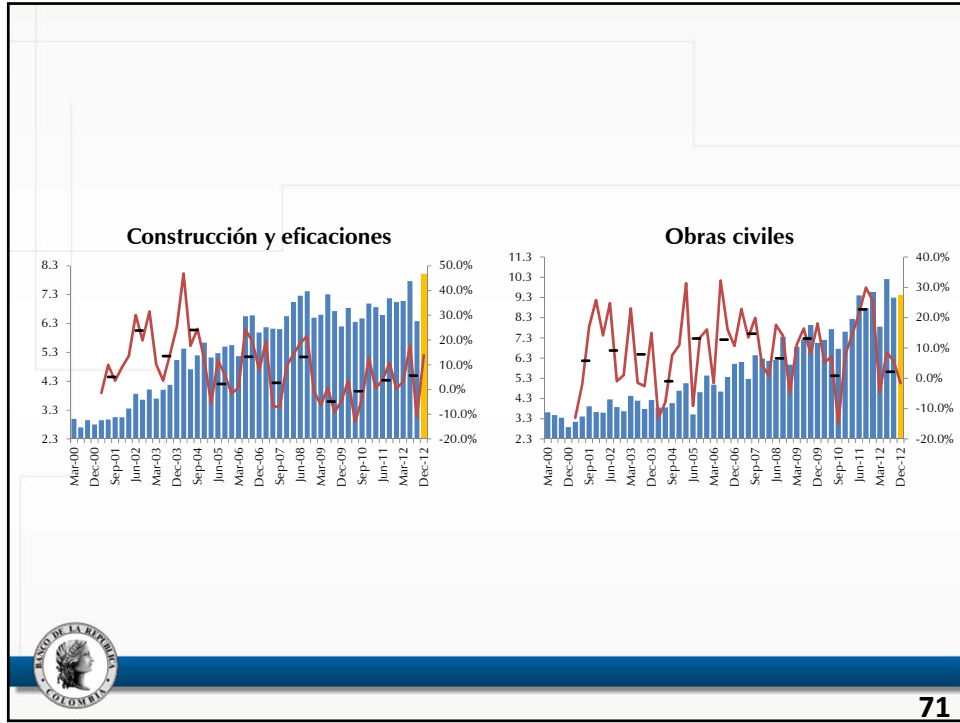 Construcción y eficaciones
8.3
7.3
6.3
5.3
4.3
3.3
2.3
50.0%
40.0%
30.0%
20.0%
10.0%
0.0%
-10.0%
-20.0%
Mar-00
Dec-00
Sep-01
Jun-02
Mar-03
Dec-03
Sep-04
Jun-05
Mar-06
Dec-06
Sep-07
Jun-08
Mar-09
Dec-09
Sep-10
Jun-11
Mar-12
Dec-12
Obras civiles
11.3
10.3
9.3
8.3
7.3
6.3
5.3
4.3
3.3
2.3
40.0%
30.0%
20.0%
10.0%
0.0%
-10.0%
-20.0%
Mar-00
Dec-00
Sep-01
Jun-02
Mar-03
Dec-03
Sep-04
Jun-05
Mar-06
Dec-06
Sep-07
Jun-08
Mar-09
Dec-09
Sep-10
Jun-11
Mar-12
Dec-12
BANCO DE LA REPÚBLICA
COLOMBIA
71